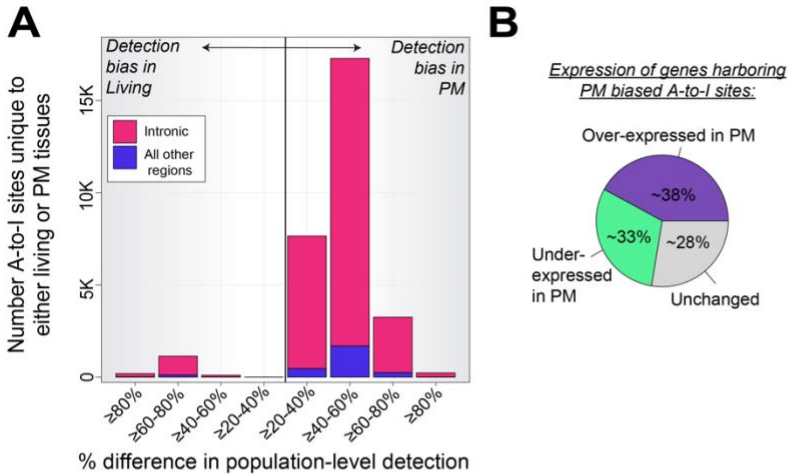 A
Detection
bias in
Living
Detection
bias in
PM
Intronic
All other
regions
Number A-to-I sites unique to
either living or PM tissues
15K
10K
5K
0
≥80%
≥60-80%
≥40-60%
≥20-40%
≥20-40%
≥40-60%
≥60-80%
≥80%
% difference in population-level detection
B
Expression of genes harboring
PM biased A-to-I sites:
Over-expressed in PM
~38%
~33%
~28%
Under-
expressed
in PM
Unchanged